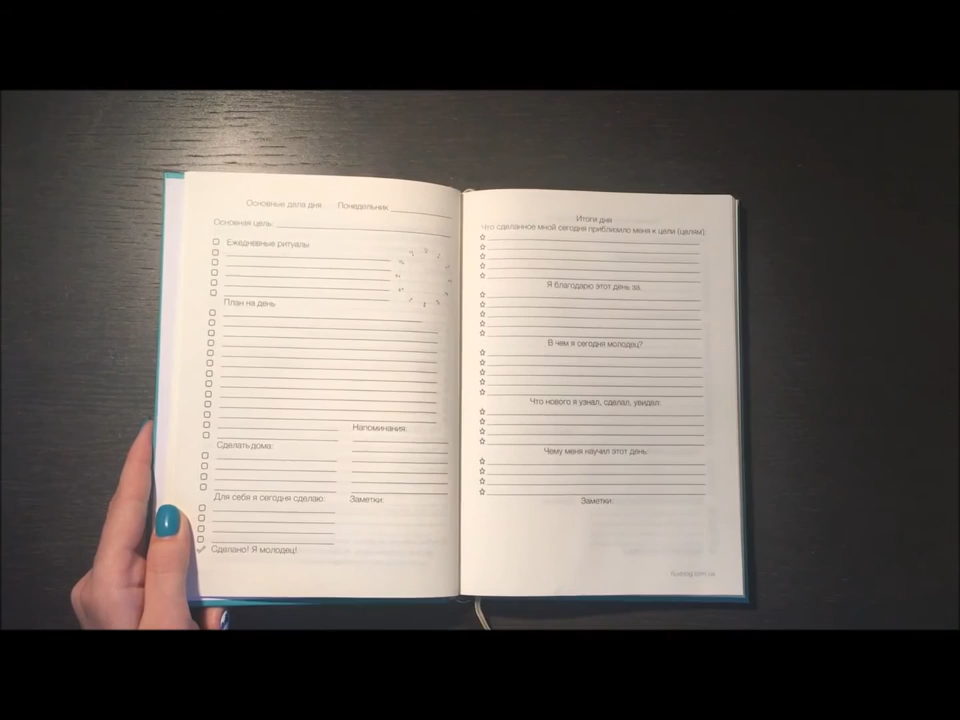 Основные дела дня Понедельник
Основная цель:
Ежедневные ритуалы
План на день
Напоминания:
Сделать дома:
Для себя я сегодня сделаю:
Заметки:
Сделано! Я молодец!
Итоги дня
Что сделанное мной сегодня приблизило меня к цели (целям)
Я благодарю этот день за:
В чем я сегодня молодец?
Что нового я узнал, сделал, увидел:
Чему меня научил этот день:
Заметки: